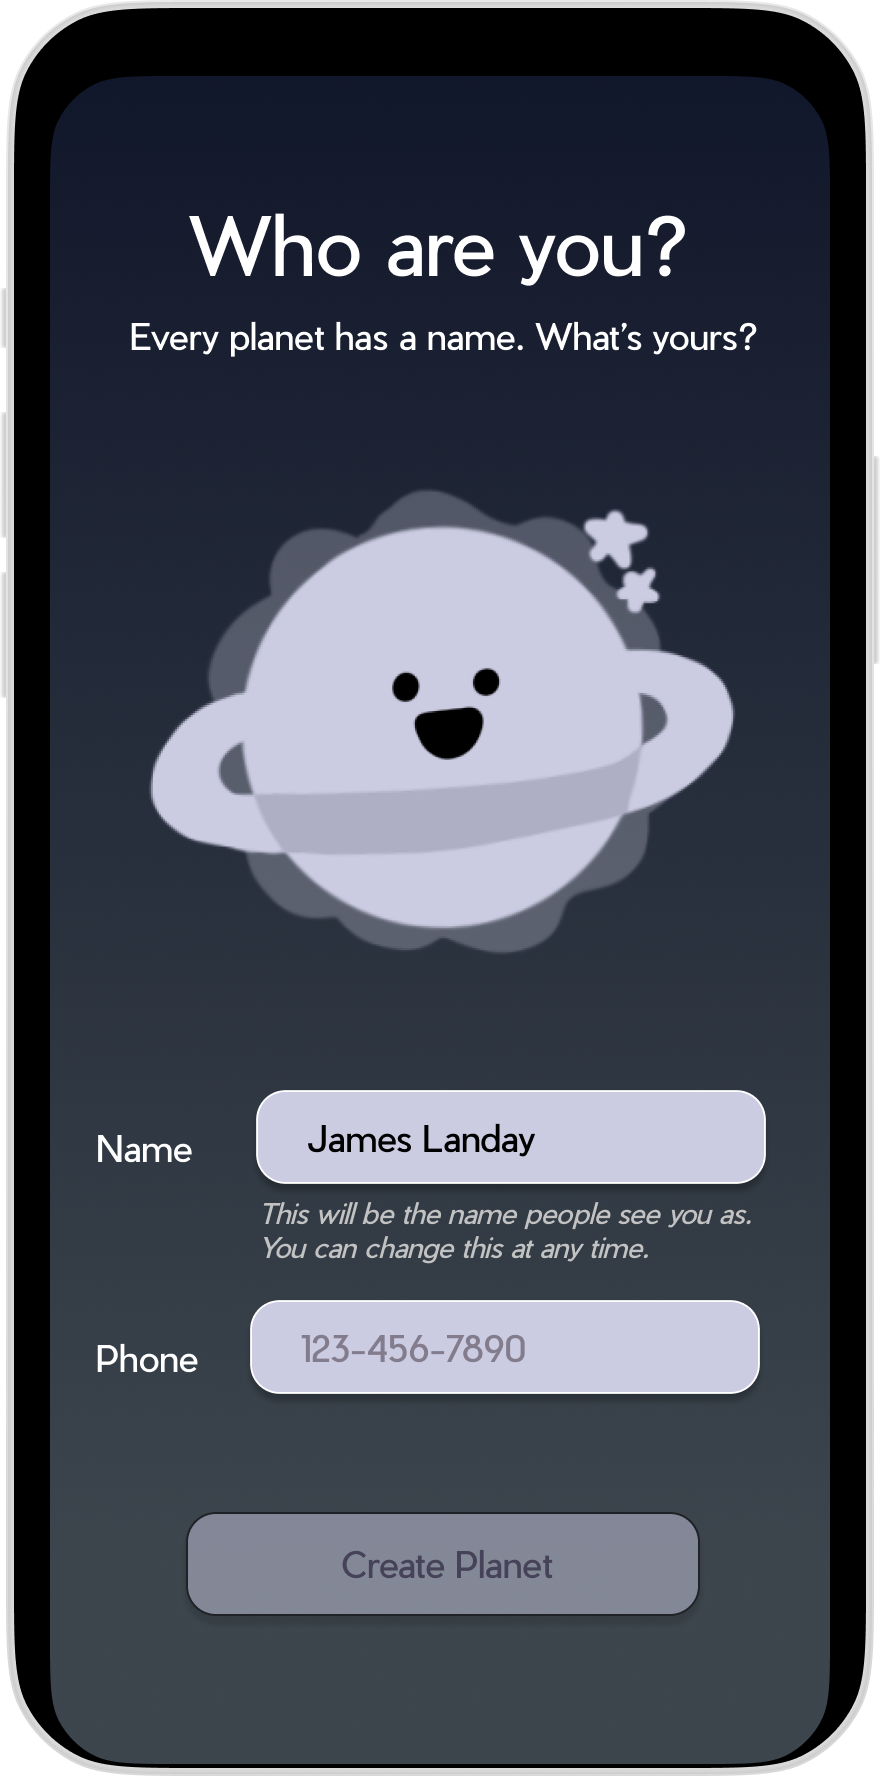 Who are you?
Every planet has a name. What’s yours?
Name
James Landay
This will be the name people see you as.
You can change this at any time.
Phone
123-456-7890
Create Planet